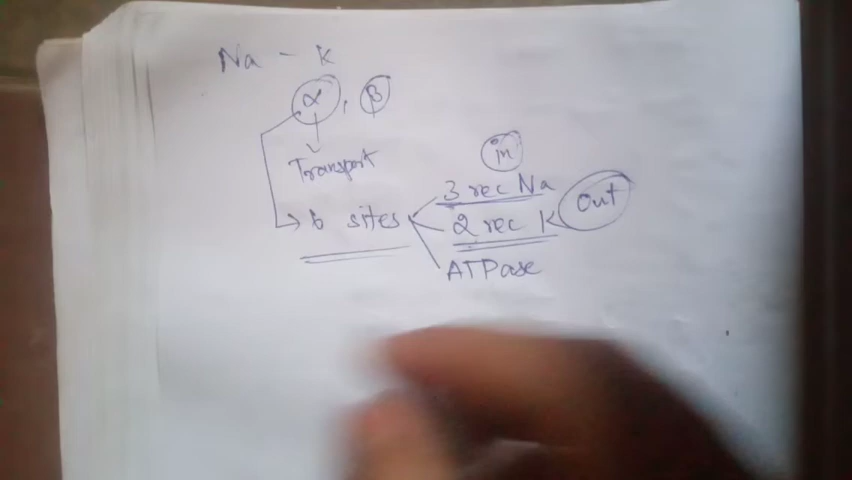 Na - K
α, β
Transport
in
3 rec Na
6 sites
2 rec K
out
ATPase